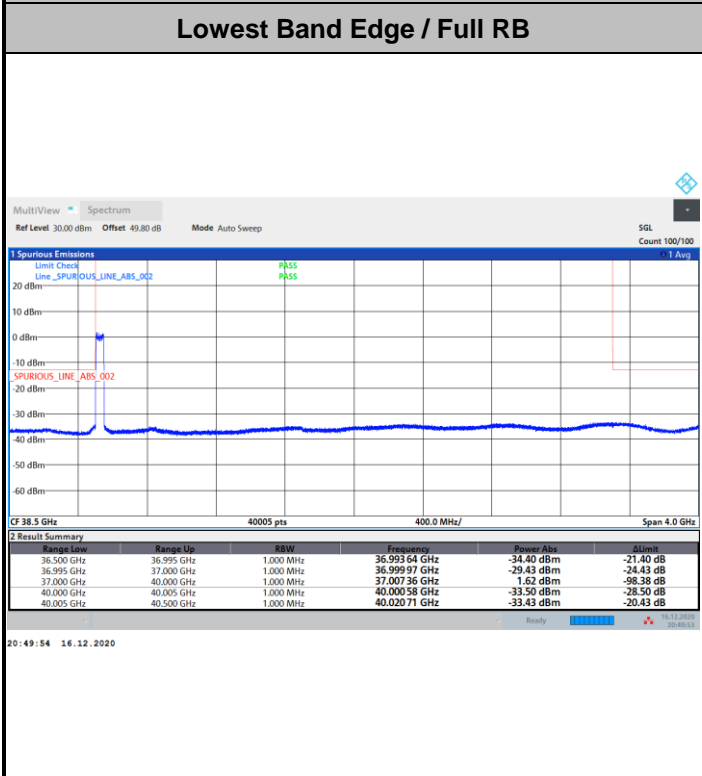 Lowest Band Edge / Full RB
MultiView Spectrum
Ref Level 30.00 dBm Offset 49.80 dB Mode Auto Sweep SGL
Count 100/100
1 Spurious Emissions 1 Avg
Limit Check PASS
Line _SPURIOUS_LINE_ABS_002 PASS
20 dBm
10 dBm
0 dBm
-10 dBm
_SPURIOUS_LINE_ABS_002
-20 dBm
-30 dBm
-40 dBm
-50 dBm
-60 dBm
CF 38.5 GHz 40005 pts 400.0 MHz/ Span 4.0 GHz
2 Result Summary
Range Low Range Up RBW Frequency Power Abs ΔLimit
36.500 GHz 36.995 GHz 1.000 MHz 36.993 64 GHz -34.40 dBm -21.40 dB
36.995 GHz 37.000 GHz 1.000 MHz 36.999 97 GHz -29.43 dBm -24.43 dB
37.000 GHz 40.000 GHz 1.000 MHz 37.007 36 GHz 1.62 dBm -98.38 dB
40.000 GHz 40.005 GHz 1.000 MHz 40.000 58 GHz -33.50 dBm -28.50 dB
40.005 GHz 40.500 GHz 1.000 MHz 40.020 71 GHz -33.43 dBm -20.43 dB
Ready 16.12.2020
20:49:53
20:49:54 16.12.2020